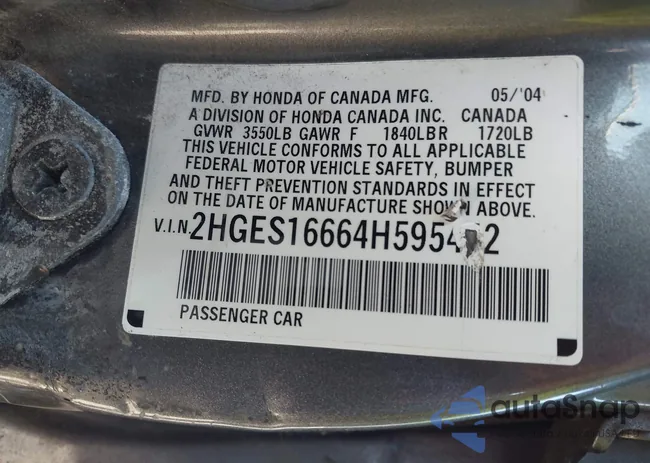 MFD. BY HONDA OF CANADA MFG. 05/'04
A DIVISION OF HONDA CANADA INC. CANADA
GVWR 3550LB GAWR F 1840LBR 1720LB
THIS VEHICLE CONFORMS TO ALL APPLICABLE
FEDERAL MOTOR VEHICLE SAFETY, BUMPER
AND THEFT PREVENTION STANDARDS IN EFFECT
ON THE DATE OF MANUFACTURE SHOWN ABOVE.
V.I.N.
PASSENGER CAR
autoSnap